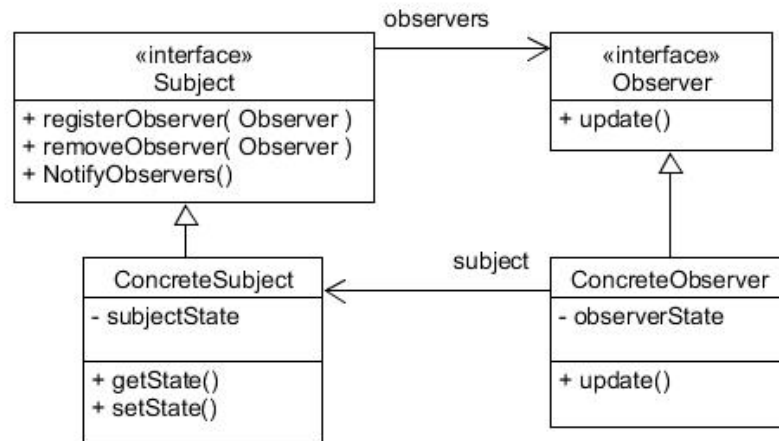 observers
«interface»
Subject
+ registerObserver( Observer )
+ removeObserver( Observer )
+ NotifyObservers()
«interface»
Observer
+ update()
subject
ConcreteSubject
- subjectState
+ getState()
+ setState()
ConcreteObserver
- observerState
+ update()